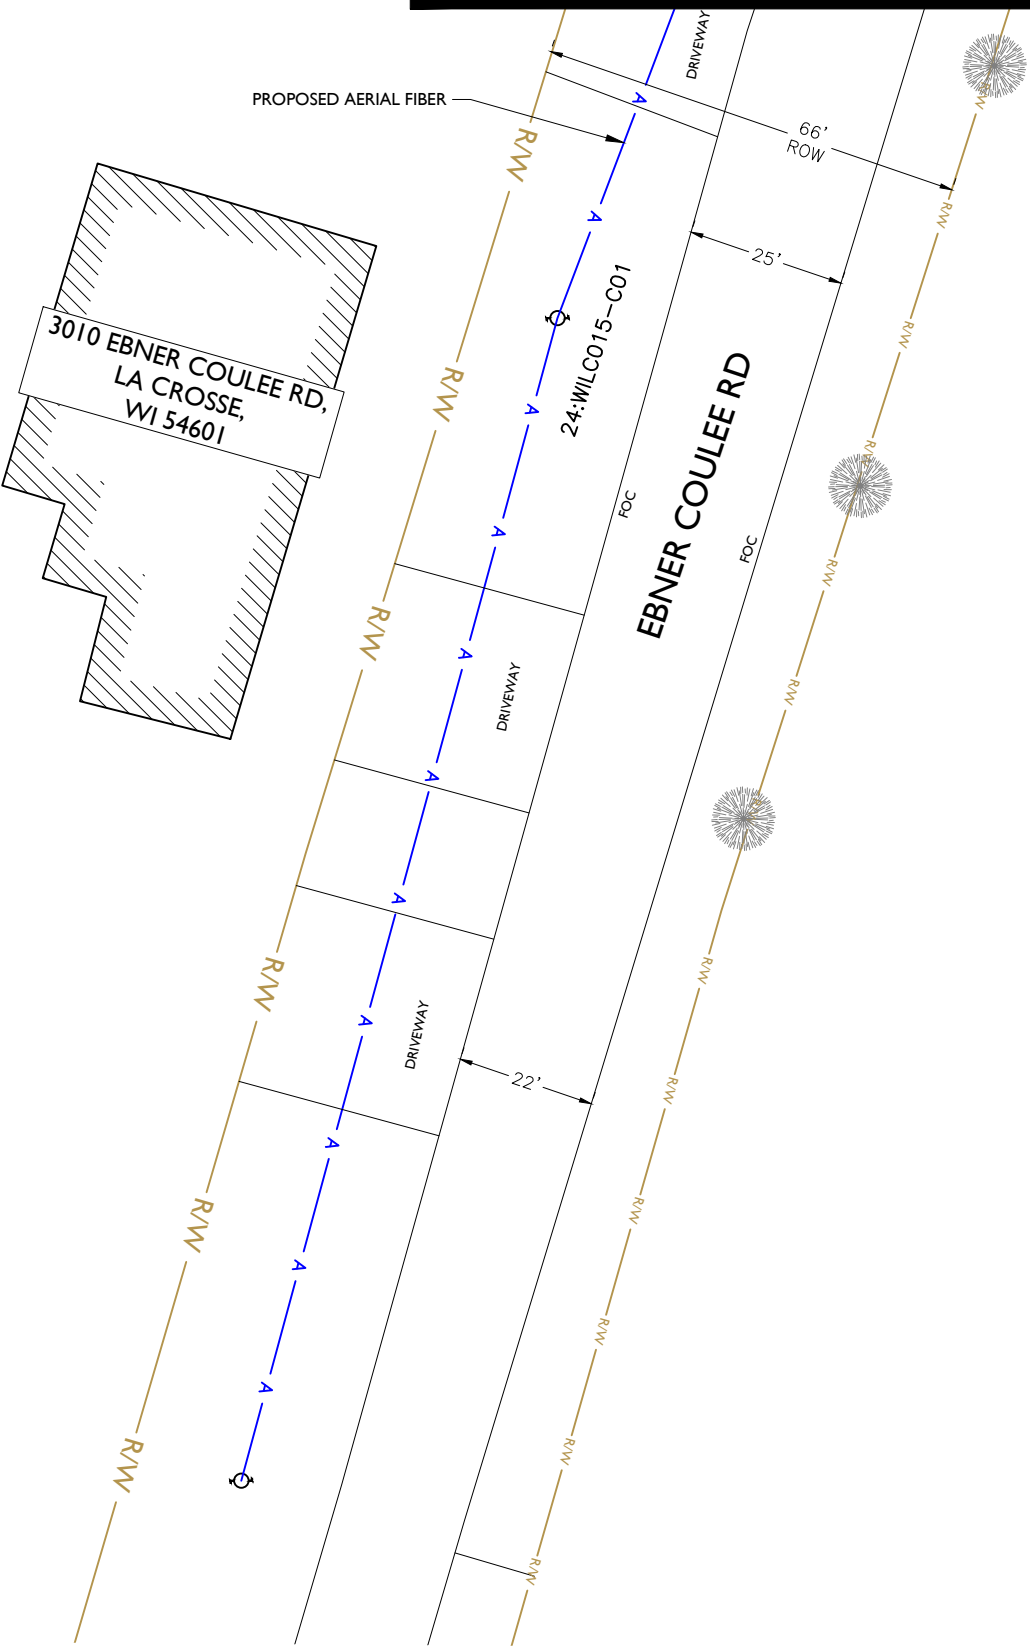 DRIVEWAY
PROPOSED AERIAL FIBER
A
66'
ROW
R/W
R/W
R/W
A
25'
24:WILC015-C01
3010 EBNER COULEE RD,
LA CROSSE,
WI 54601
R/W
R/W
A
EBNER COULEE RD
FOC
FOC
R/W
A
R/W
R/W
A
DRIVEWAY
R/W
A
R/W
A
R/W
R/W
A
DRIVEWAY
22'
R/W
A
R/W
R/W
A
R/W
A
R/W
R/W
R/W